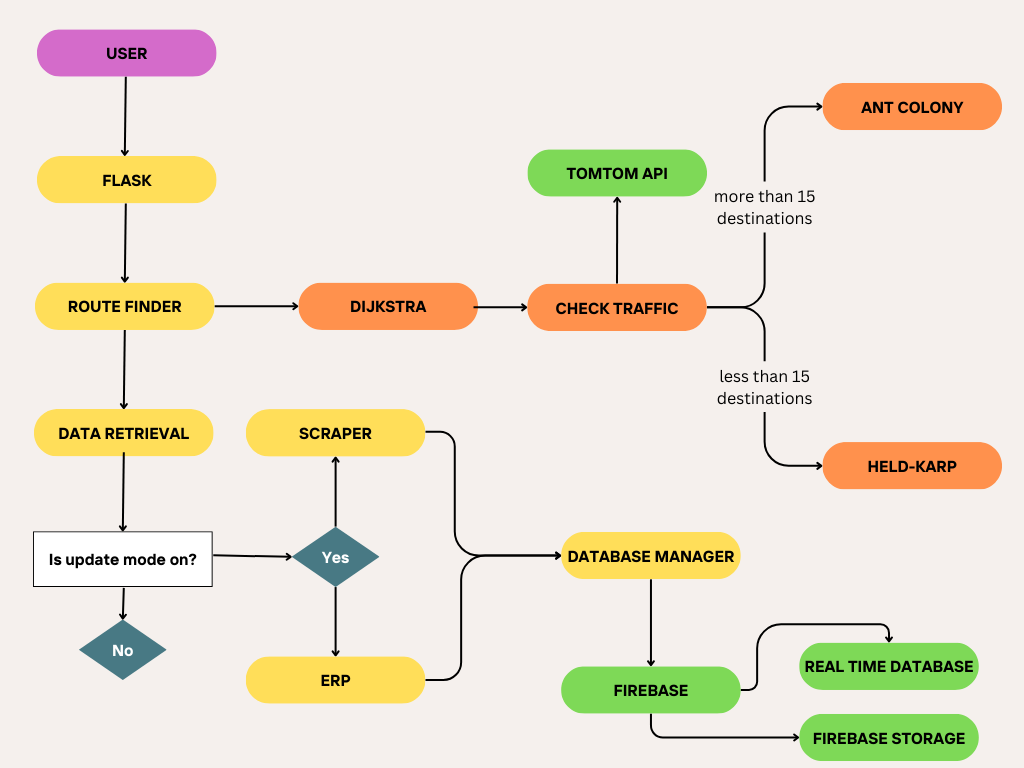 USER
FLASK
ROUTE FINDER
DIJKSTRA
CHECK TRAFFIC
TOMTOM API
more than 15
destinations
ANT COLONY
less than 15
destinations
HELD-KARP
DATA RETRIEVAL
Is update mode on?
No
Yes
SCRAPER
ERP
DATABASE MANAGER
FIREBASE
REAL TIME DATABASE
FIREBASE STORAGE